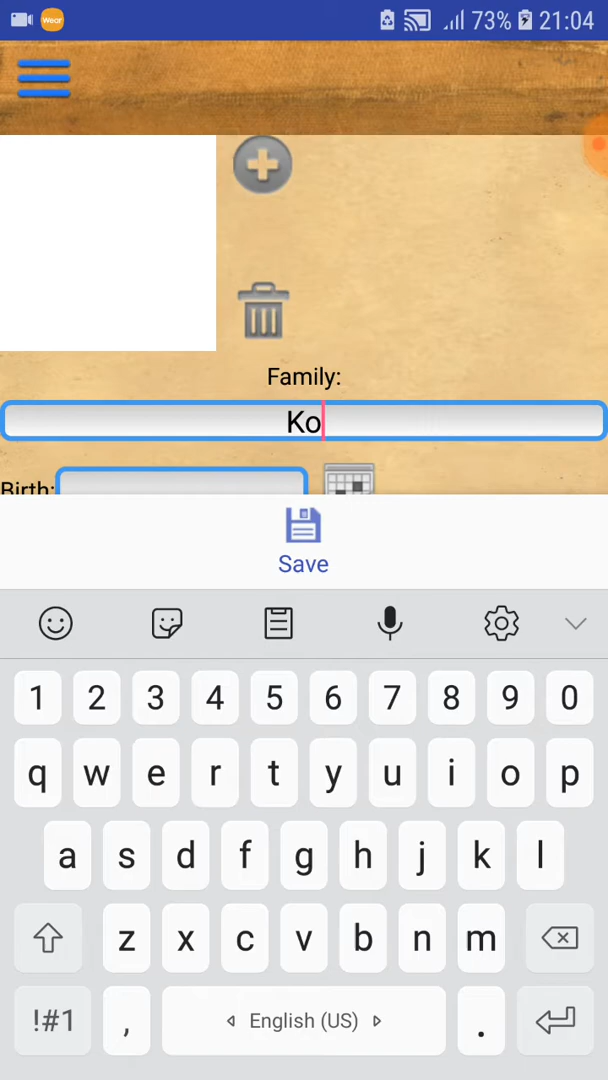 Wear 73% 21:04
Family:
Ko
Birth:
Save
1 2 3 4 5 6 7 8 9 0
q w e r t y u i o p
a s d f g h j k l
z x c v b n m
!#1 , English (US) .